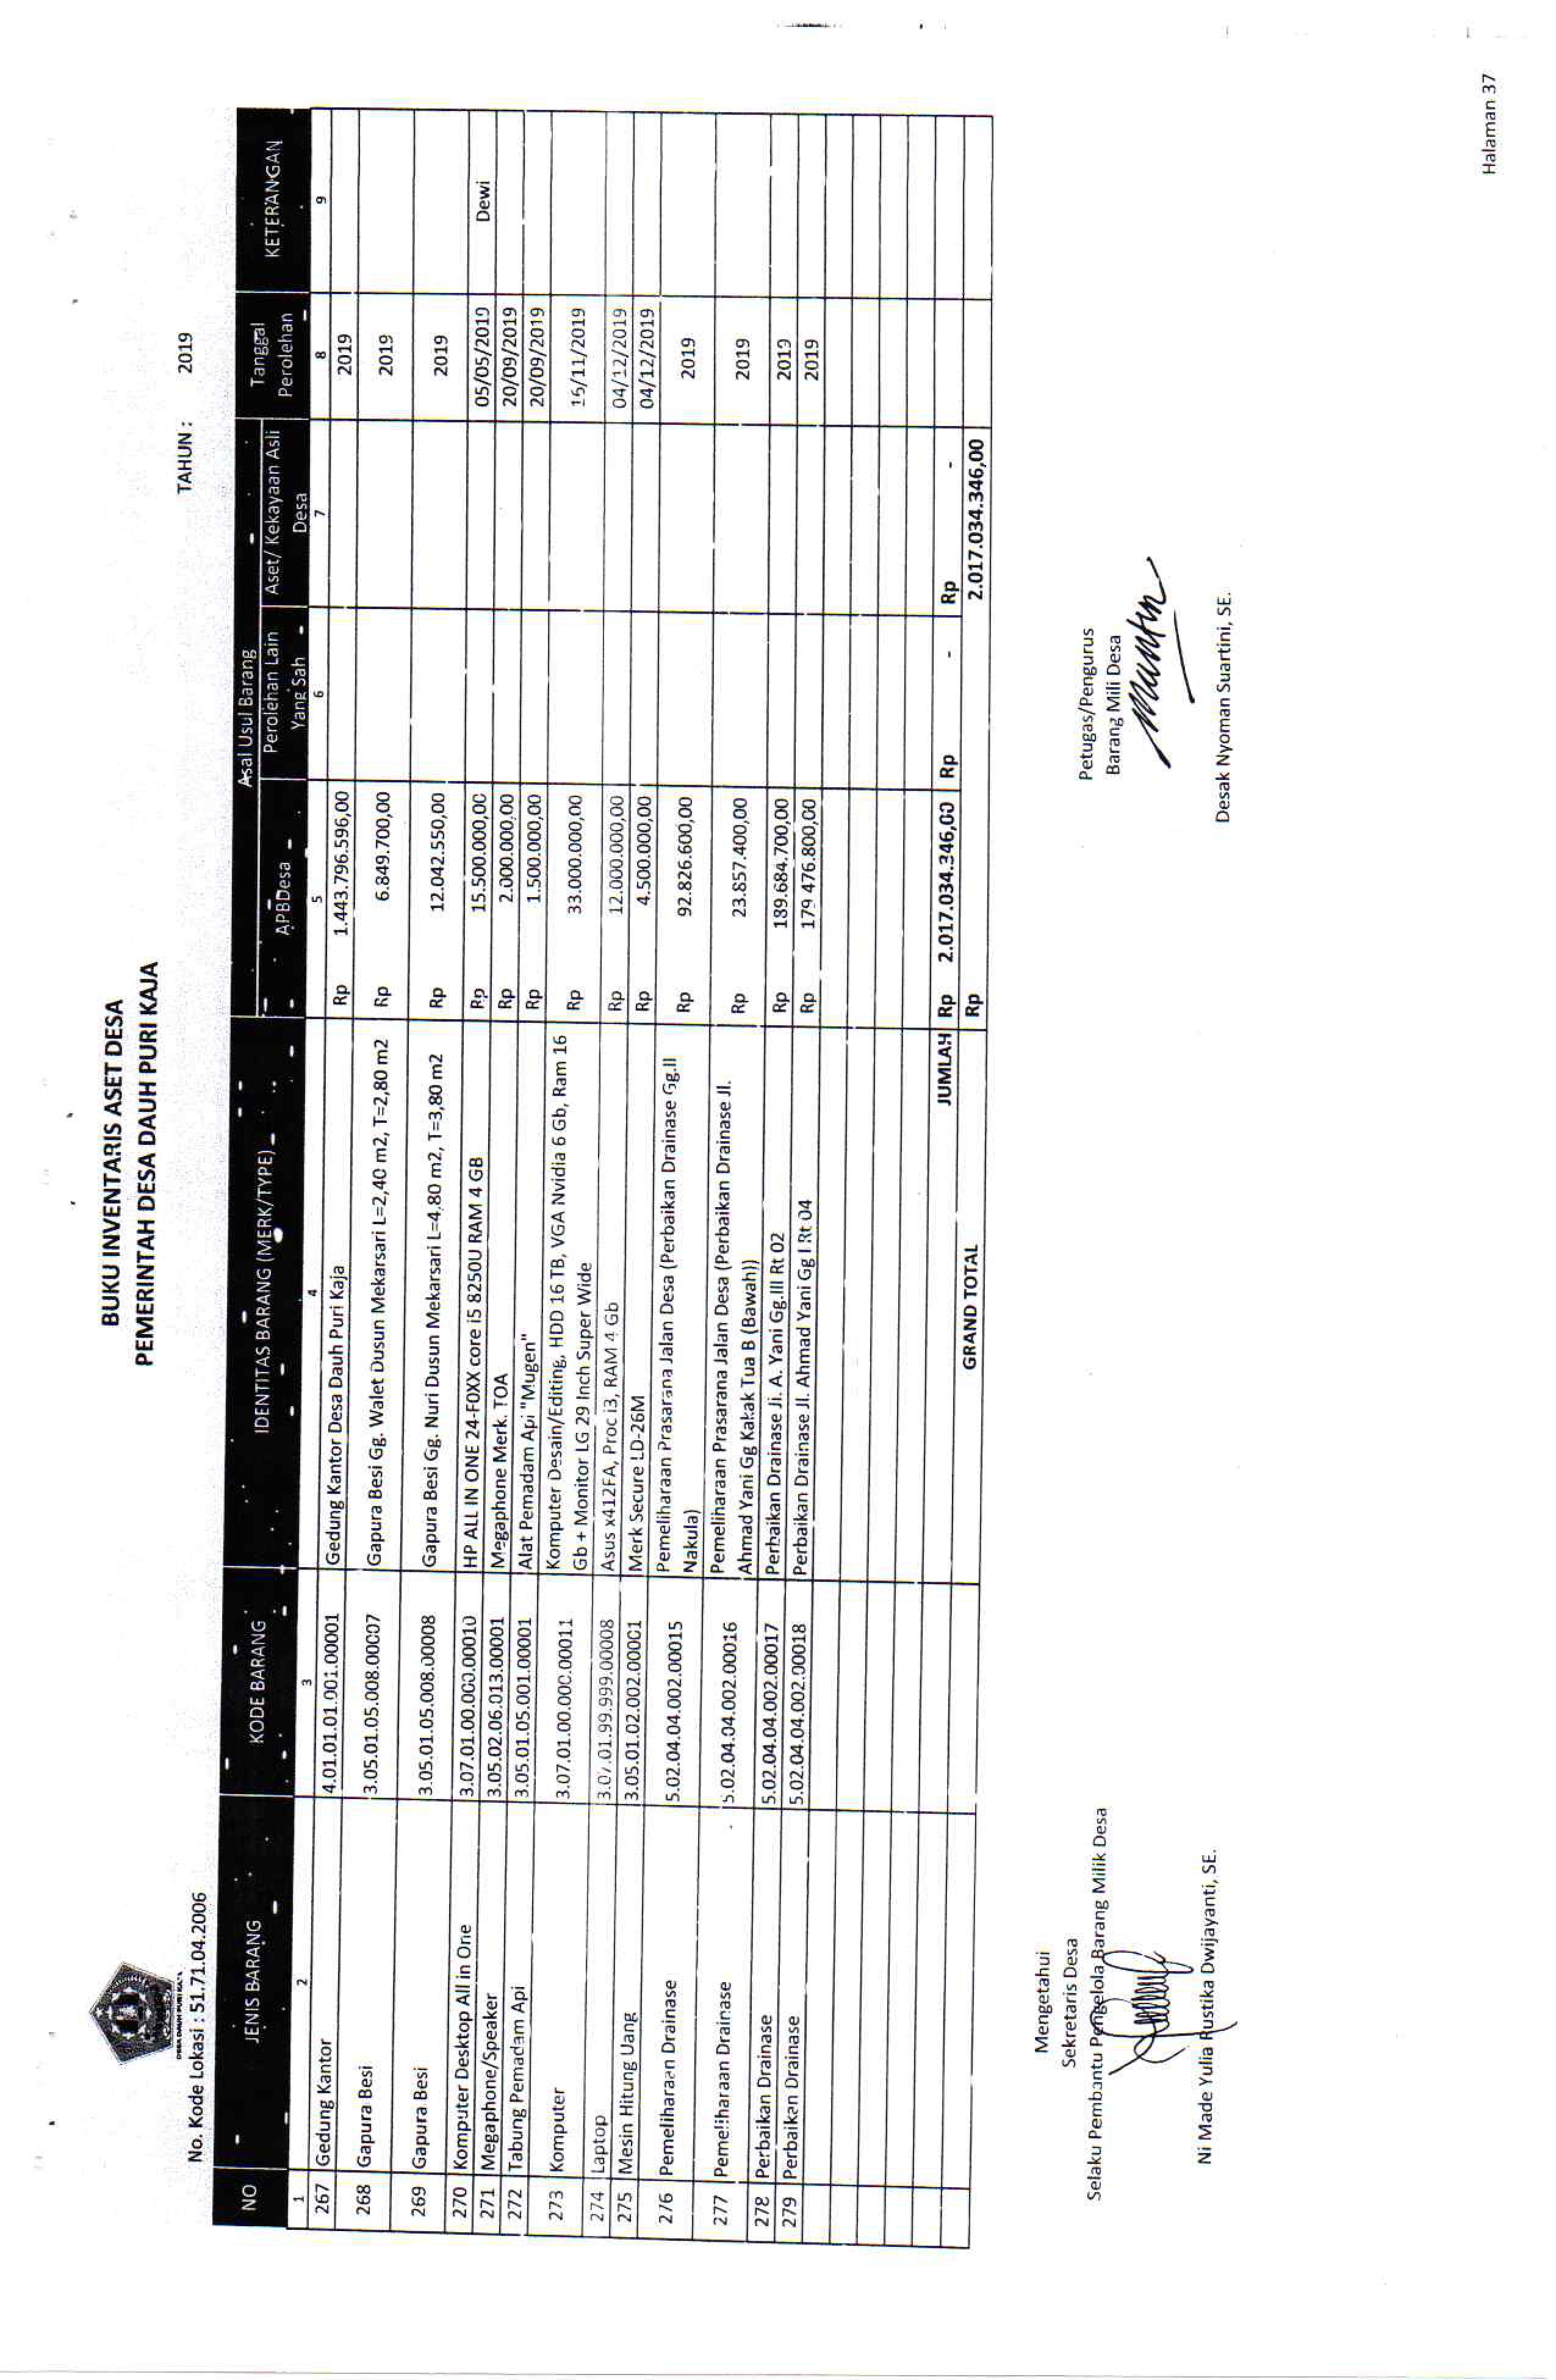 BUKU INVENTARIS ASET DESA
PEMERINTAH DESA DAUH PURI KAJA
DESA DAUH PURI KAJA
No. Kode Lokasi : 51.71.04.2006 TAHUN : 2019
NO JENIS BARANG KODE BARANG IDENTITAS BARANG (MERK/TYPE) Asal Usul Barang Tanggal Perolehan KETERANGAN
APBDesa Perolehan Lain Yang Sah Aset/ Kekayaan Asli Desa
1 2 3 4 5 6 7 8 9
267 Gedung Kantor 4.01.01.01.001.00001 Gedung Kantor Desa Dauh Puri Kaja Rp 1.443.796.596,00 2019
268 Gapura Besi 3.05.01.05.008.00007 Gapura Besi Gg. Walet Dusun Mekarsari L=2,40 m2, T=2,80 m2 Rp 6.849.700,00 2019
269 Gapura Besi 3.05.01.05.008.00008 Gapura Besi Gg. Nuri Dusun Mekarsari L=4,80 m2, T=3,80 m2 Rp 12.042.550,00 2019
270 Komputer Desktop All in One 3.07.01.00.000.00010 HP ALL IN ONE 24-F0XX core i5 8250U RAM 4 GB Rp 15.500.000,00 05/05/2019 Dewi
271 Megaphone/Speaker 3.05.02.06.013.00001 Megaphone Merk. TOA Rp 2.000.000,00 20/09/2019
272 Tabung Pemadam Api 3.05.01.05.001.00001 Alat Pemadam Api "Mugen" Rp 1.500.000,00 20/09/2019
273 Komputer 3.07.01.00.000.00011 Komputer Desain/Editing, HDD 16 TB, VGA Nvidia 6 Gb, Ram 16 Rp 33.000.000,00 15/11/2019
Gb + Monitor LG 29 Inch Super Wide
274 Laptop 3.07.01.99.999.00008 Asus x412FA, Proc i3, RAM 4 Gb Rp 12.000.000,00 04/12/2019
275 Mesin Hitung Uang 3.05.01.02.002.00001 Merk Secure LD-26M Rp 4.500.000,00 04/12/2019
276 Pemeliharaan Drainase 5.02.04.04.002.00015 Pemeliharaan Prasarana Jalan Desa (Perbaikan Drainase Gg.II Rp 92.826.600,00 2019
Nakula)
277 Pemeliharaan Drainase 5.02.04.04.002.00016 Pemeliharaan Prasarana Jalan Desa (Perbaikan Drainase Jl. Rp 23.857.400,00 2019
Ahmad Yani Gg Kakak Tua B (Bawah))
278 Perbaikan Drainase 5.02.04.04.002.00017 Perbaikan Drainase Jl. A. Yani Gg.III Rt 02 Rp 189.684.700,00 2019
279 Perbaikan Drainase 5.02.04.04.002.00018 Perbaikan Drainase Jl. Ahmad Yani Gg I Rt 04 Rp 179.476.800,00 2019
JUMLAH Rp 2.017.034.346,00 Rp - Rp -
GRAND TOTAL Rp 2.017.034.346,00
Mengetahui
Sekretaris Desa
Selaku Pembantu Pengelola Barang Milik Desa
Ni Made Yulia Rustika Dwijayanti, SE.
Petugas/Pengurus
Barang Mili Desa
Desak Nyoman Suartini, SE.
Halaman 37